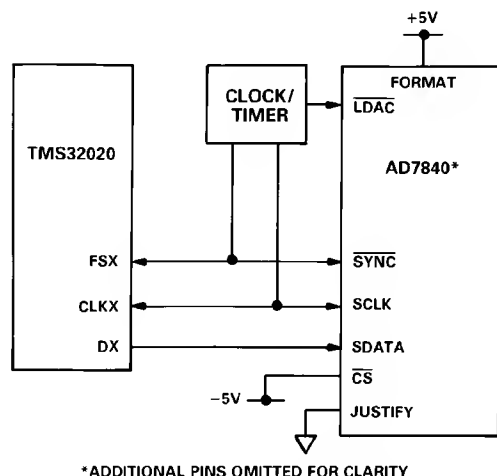 +5V
FORMAT
CLOCK/
TIMER
LDAC
TMS32020
AD7840*
FSX
SYNC
CLKX
SCLK
DX
SDATA
CS
−5V
JUSTIFY
*ADDITIONAL PINS OMITTED FOR CLARITY